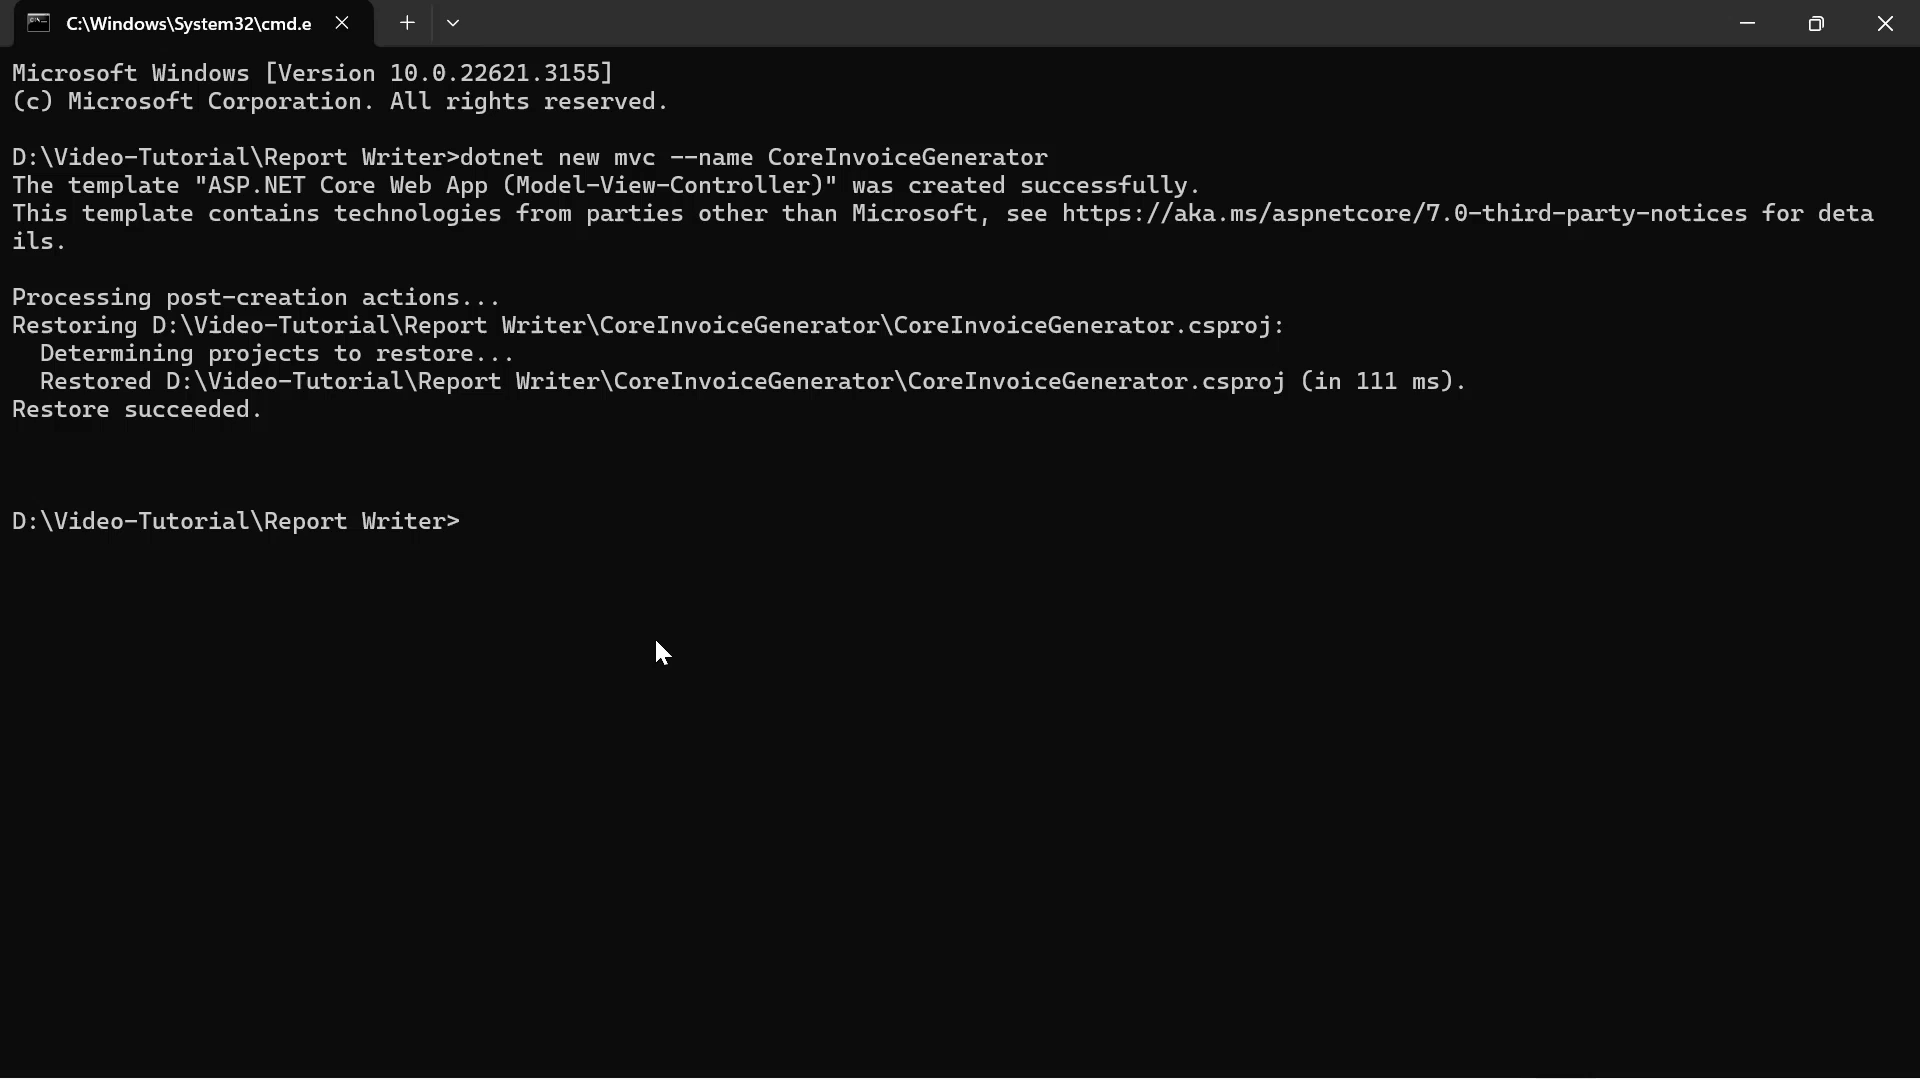 C:\Windows\System32\cmd.e
Microsoft Windows [Version 10.0.22621.3155]
(c) Microsoft Corporation. All rights reserved.
D:\Video-Tutorial\Report Writer>dotnet new mvc --name CoreInvoiceGenerator
The template "ASP.NET Core Web App (Model-View-Controller)" was created successfully.
This template contains technologies from parties other than Microsoft, see https://aka.ms/aspnetcore/7.0-third-party-notices for deta
ils.
Processing post-creation actions...
Restoring D:\Video-Tutorial\Report Writer\CoreInvoiceGenerator\CoreInvoiceGenerator.csproj:
  Determining projects to restore...
  Restored D:\Video-Tutorial\Report Writer\CoreInvoiceGenerator\CoreInvoiceGenerator.csproj (in 111 ms).
Restore succeeded.
D:\Video-Tutorial\Report Writer>